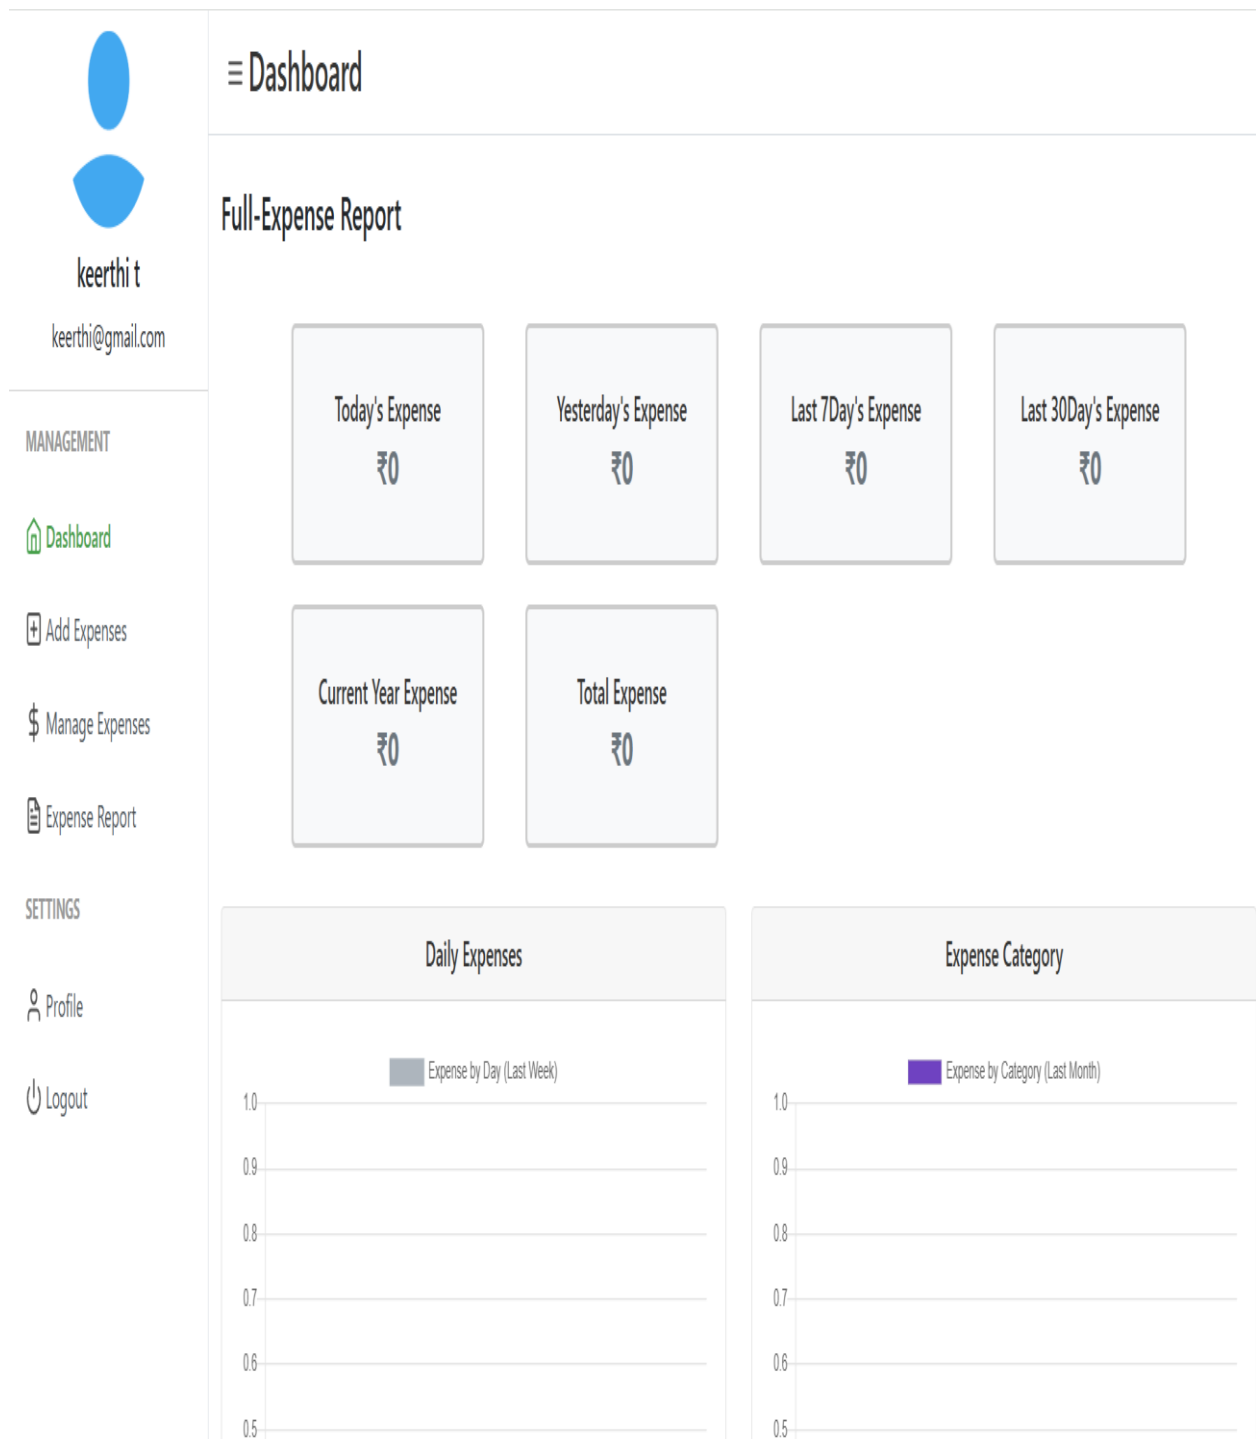 keerthi t
keerthi@gmail.com
MANAGEMENT
Dashboard
Add Expenses
$ Manage Expenses
Expense Report
SETTINGS
Profile
Logout
Dashboard
Full-Expense Report
Today's Expense
₹0
Yesterday's Expense
₹0
Last 7Day's Expense
₹0
Last 30Day's Expense
₹0
Current Year Expense
₹0
Total Expense
₹0
Daily Expenses
Expense by Day (Last Week)
1.0
0.9
0.8
0.7
0.6
0.5
Expense Category
Expense by Category (Last Month)
1.0
0.9
0.8
0.7
0.6
0.5